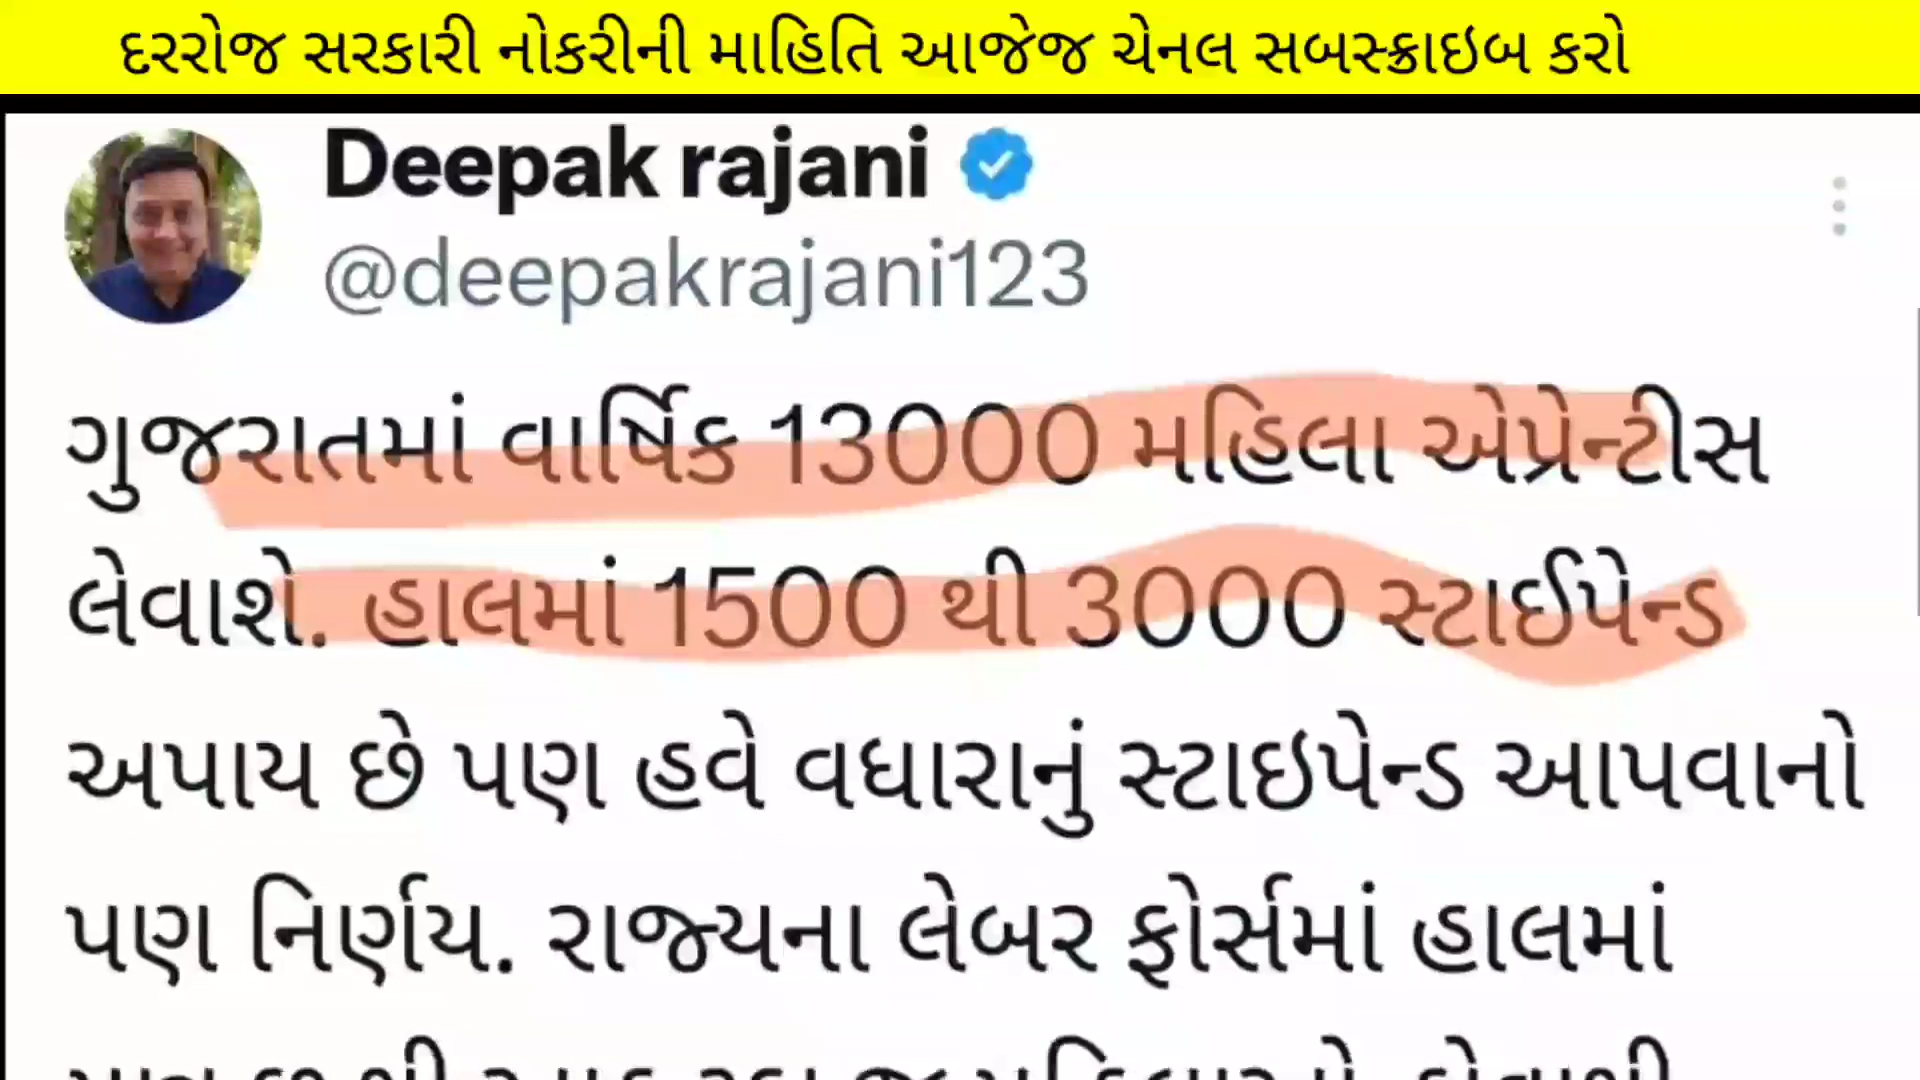 દરરોજ સરકારી નોકરીની માહિતિ આજેજ ચેનલ સબસ્ક્રાઇબ કરો
Deepak rajani
@deepakrajani123
ગુજરાતમાં વાર્ષિક 13000 મહિલા એપ્રેન્ટીસ
લેવાશે. હાલમાં 1500 થી 3000 સ્ટાઈપેન્ડ
અપાય છે પણ હવે વધારાનું સ્ટાઇપેન્ડ આપવાનો
પણ નિર્ણય. રાજ્યના લેબર ફોર્સમાં હાલમાં